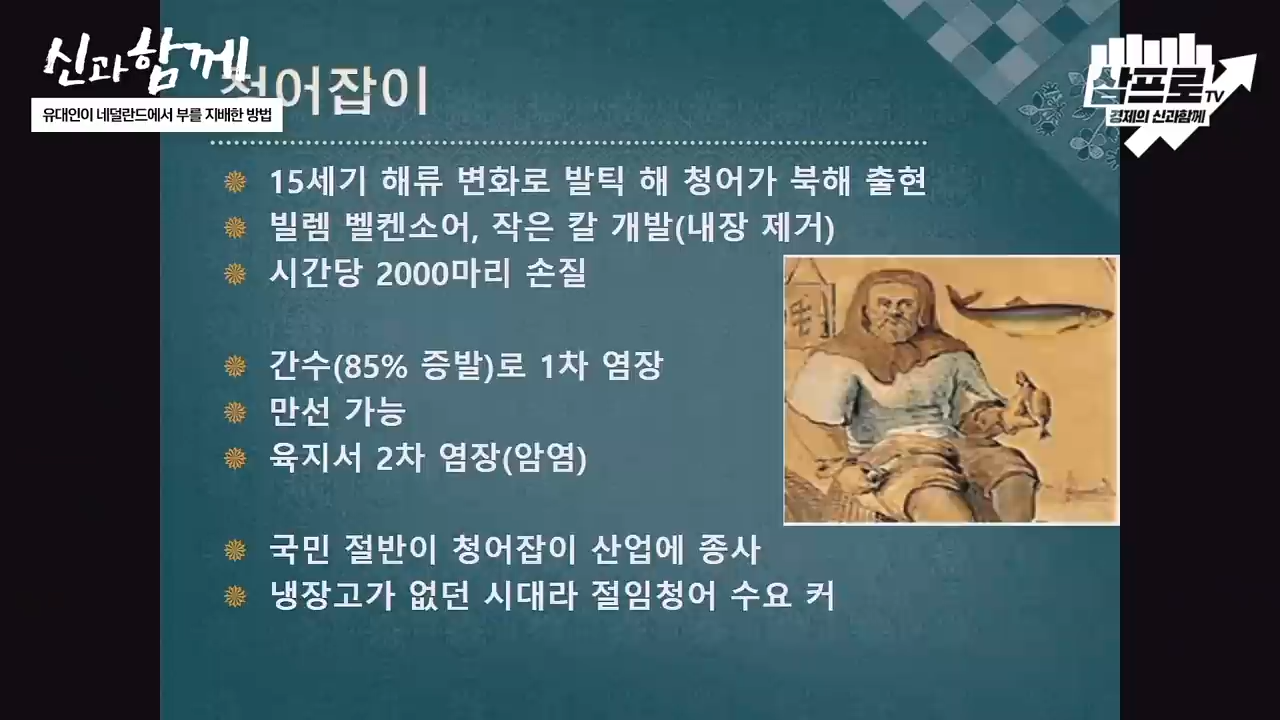 신과함께
유대인이 네덜란드에서 부를 지배한 방법
삼프로TV
경제의 신과함께
청어잡이
15세기 해류 변화로 발틱 해 청어가 북해 출현
빌렘 벨켄소어, 작은 칼 개발(내장 제거)
시간당 2000마리 손질
간수(85% 증발)로 1차 염장
만선 가능
육지서 2차 염장(암염)
국민 절반이 청어잡이 산업에 종사
냉장고가 없던 시대라 절임청어 수요 커